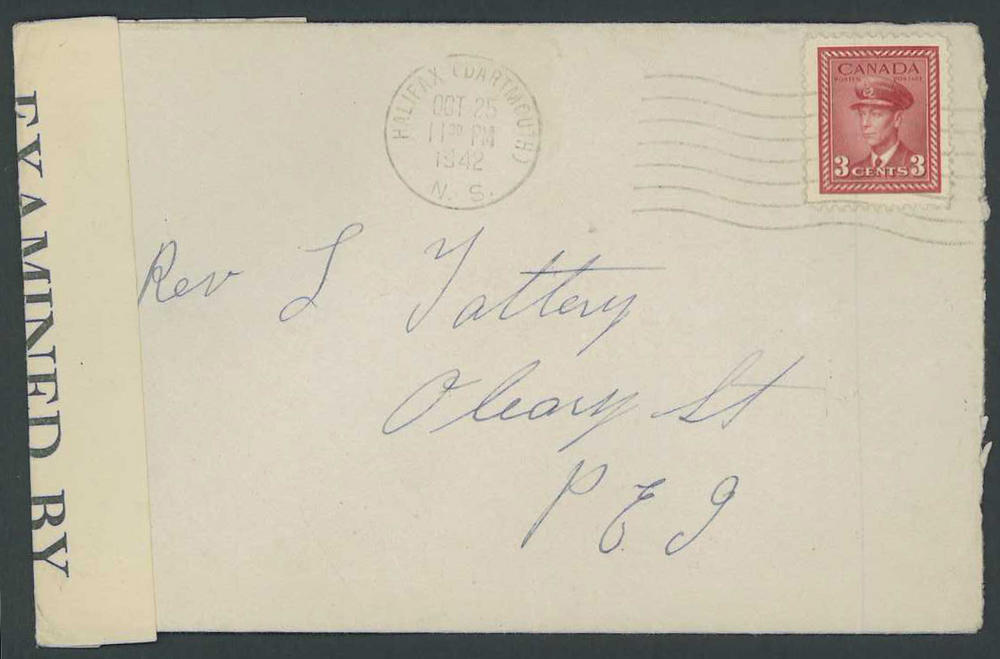 EXAMINED BY
HALIFAX (DARTMOUTH)
OCT 25
11 30 PM
1942
N. S.
CANADA
POSTES POSTAGE
3 CENTS 3
Rev L Tattery
Oleary St
P E I